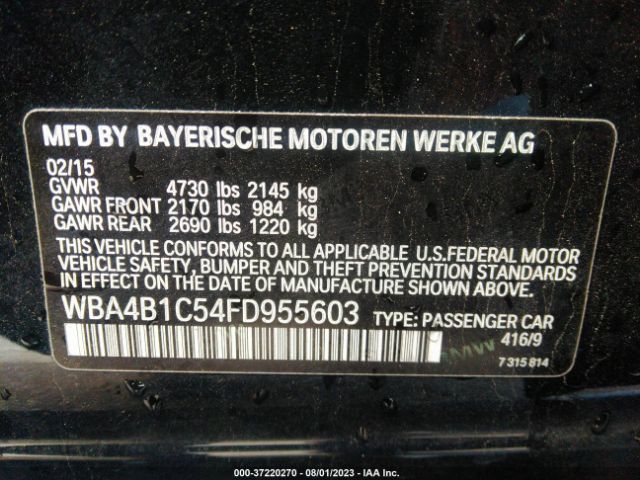 MFD BY BAYERISCHE MOTOREN WERKE AG
02/15
GVWR 4730 lbs 2145 kg
GAWR FRONT 2170 lbs 984 kg
GAWR REAR 2690 lbs 1220 kg
THIS VEHICLE CONFORMS TO ALL APPLICABLE U.S.FEDERAL MOTOR
VEHICLE SAFETY, BUMPER AND THEFT PREVENTION STANDARDS
IN EFFECT ON THE DATE OF MANUFACTURE SHOWN ABOVE.
WBA4B1C54FD955603 TYPE: PASSENGER CAR
416/9
BMW
7 315 814
000-37220270 - 08/01/2023 - IAA Inc.